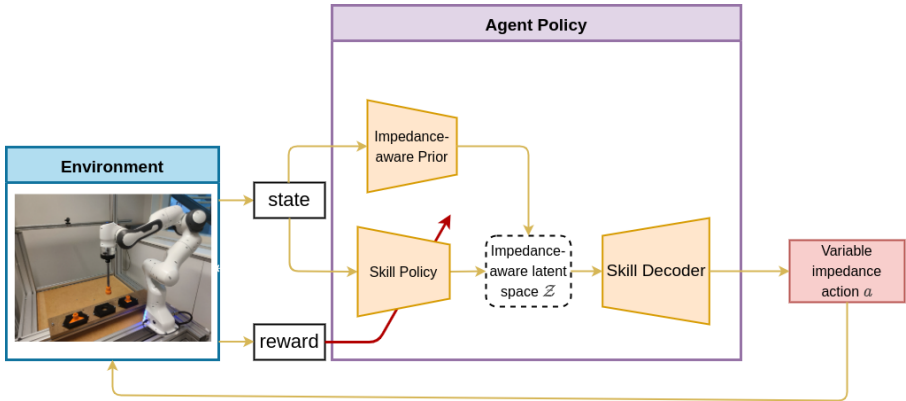 Agent Policy
Environment
state
reward
Impedance-
aware Prior
Skill Policy
Impedance-
aware latent
space 𝒵
Skill Decoder
Variable
impedance
action a